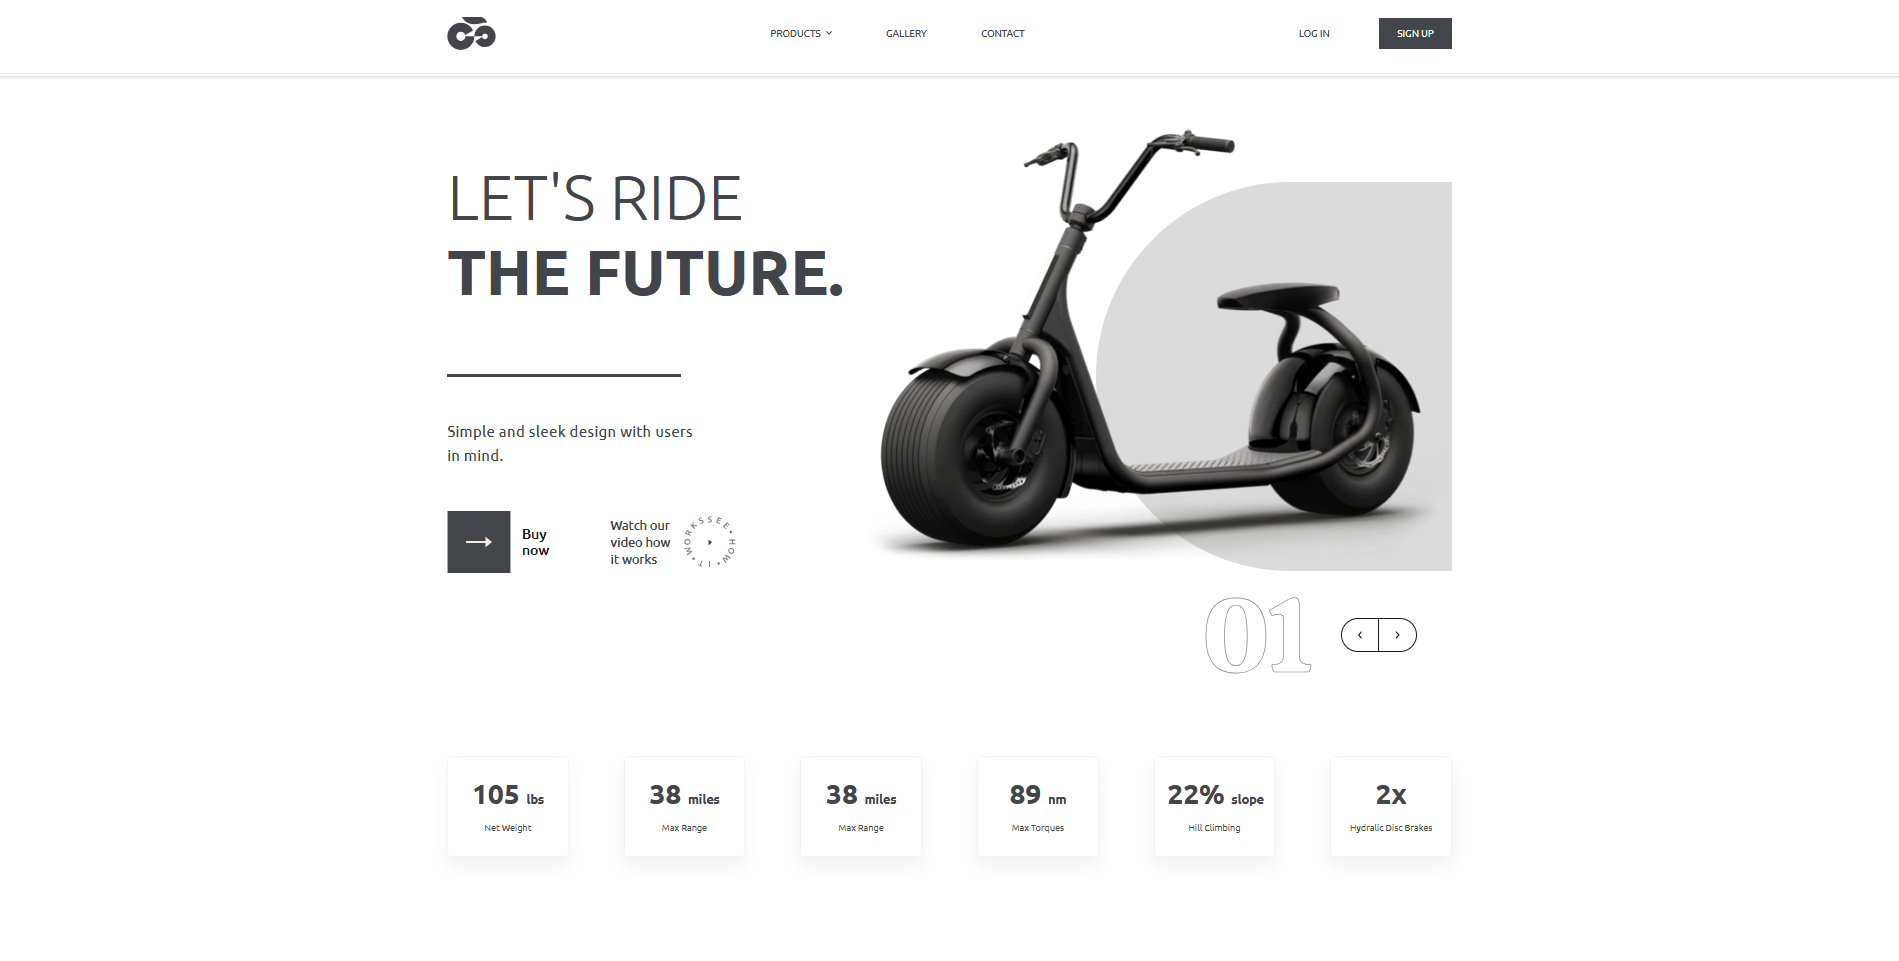 PRODUCTS
GALLERY
CONTACT
LOG IN
SIGN UP
LET'S RIDE
THE FUTURE.
Simple and sleek design with users
in mind.
Buy
now
Watch our
video how
it works
SEE • HOW • IT • WORKS
01
105 lbs
Net Weight
38 miles
Max Range
38 miles
Max Range
89 nm
Max Torques
22% slope
Hill Climbing
2x
Hydralic Disc Brakes